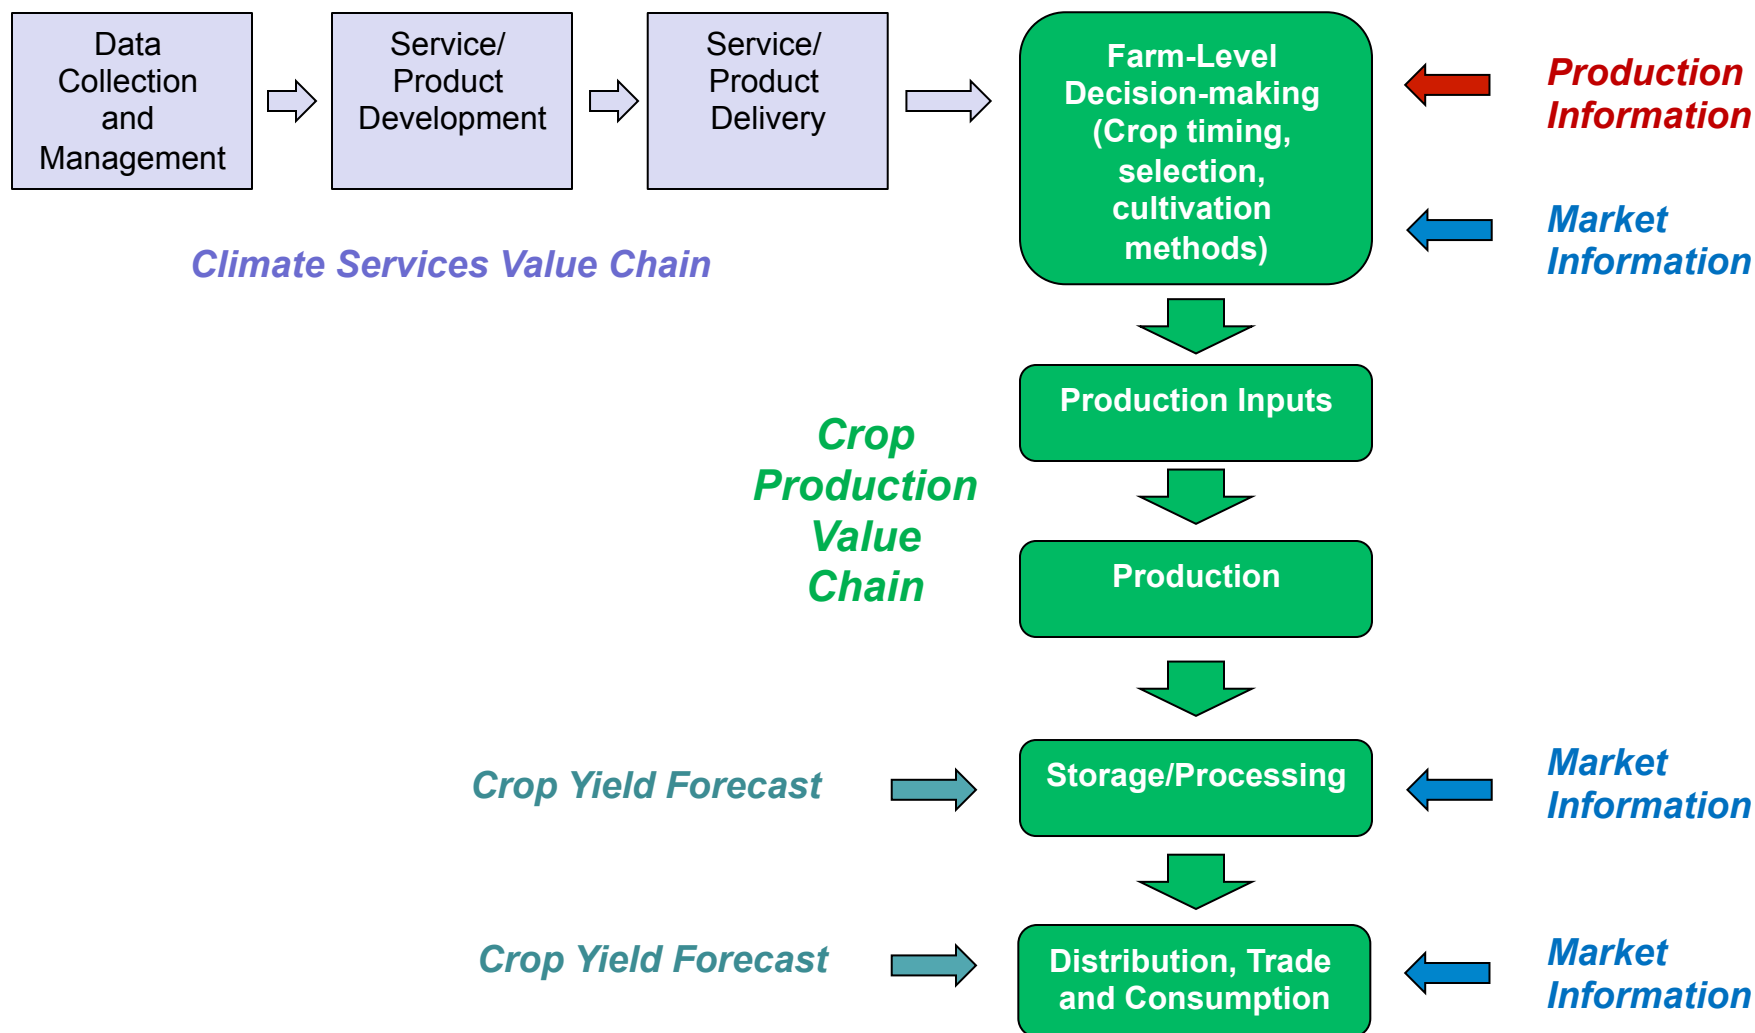 Data
Collection
and
Management
Service/
Product
Development
Service/
Product
Delivery
Farm-Level
Decision-making
(Crop timing,
selection,
cultivation
methods)
Production
Information
Market
Information
Climate Services Value Chain
Production Inputs
Crop
Production
Value
Chain
Production
Crop Yield Forecast
Storage/Processing
Market
Information
Crop Yield Forecast
Distribution, Trade
and Consumption
Market
Information